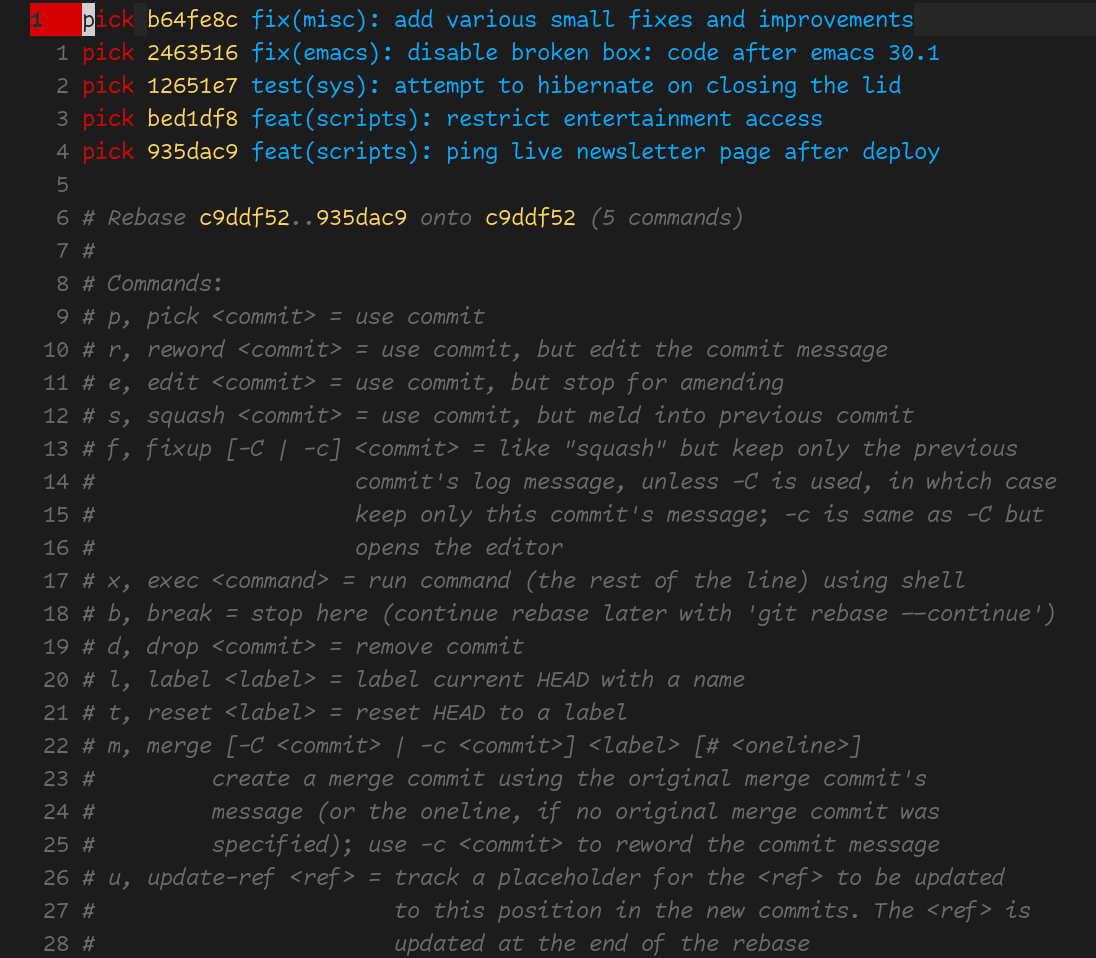 1 pick b64fe8c fix(misc): add various small fixes and improvements
1 pick 2463516 fix(emacs): disable broken box: code after emacs 30.1
2 pick 12651e7 test(sys): attempt to hibernate on closing the lid
3 pick bed1df8 feat(scripts): restrict entertainment access
4 pick 935dac9 feat(scripts): ping live newsletter page after deploy
5
6 # Rebase c9ddf52..935dac9 onto c9ddf52 (5 commands)
7 #
8 # Commands:
9 # p, pick <commit> = use commit
10 # r, reword <commit> = use commit, but edit the commit message
11 # e, edit <commit> = use commit, but stop for amending
12 # s, squash <commit> = use commit, but meld into previous commit
13 # f, fixup [-C | -c] <commit> = like "squash" but keep only the previous
14 #                    commit's log message, unless -C is used, in which case
15 #                    keep only this commit's message; -c is same as -C but
16 #                    opens the editor
17 # x, exec <command> = run command (the rest of the line) using shell
18 # b, break = stop here (continue rebase later with 'git rebase --continue')
19 # d, drop <commit> = remove commit
20 # l, label <label> = label current HEAD with a name
21 # t, reset <label> = reset HEAD to a label
22 # m, merge [-C <commit> | -c <commit>] <label> [# <oneline>]
23 #         create a merge commit using the original merge commit's
24 #         message (or the oneline, if no original merge commit was
25 #         specified); use -c <commit> to reword the commit message
26 # u, update-ref <ref> = track a placeholder for the <ref> to be updated
27 #                       to this position in the new commits. The <ref> is
28 #                       updated at the end of the rebase